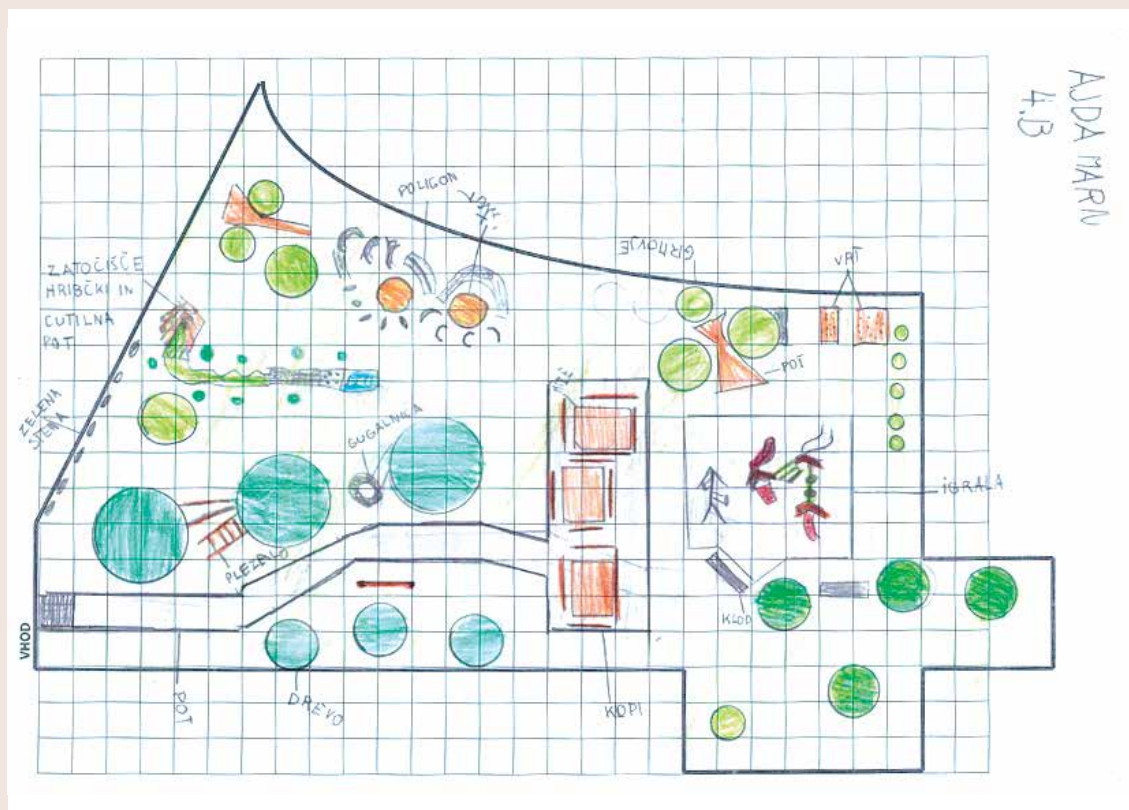 AJDA MARN
4.B
POLIGON
ZATOČIŠČE
HRIBČKI IN
ČUTILNA
POT
GRMOVJE
VRT
POT
ZELENA
STENA
GUGALNICA
IGRALA
PLEZALO
KLOP
VHOD
POT
DREVO
KOPI